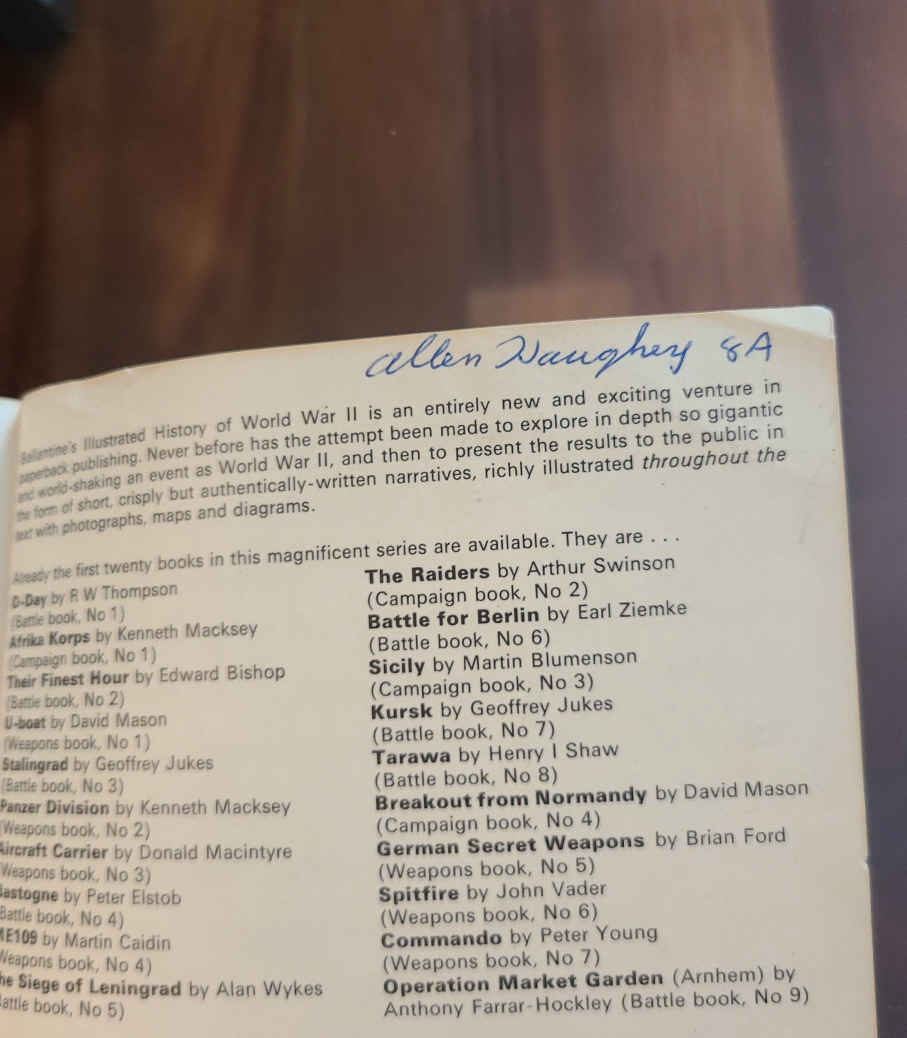 Allen Waughey 8A
Ballantine's Illustrated History of World War II is an entirely new and exciting venture in
paperback publishing. Never before has the attempt been made to explore in depth so gigantic
and world-shaking an event as World War II, and then to present the results to the public in
the form of short, crisply but authentically-written narratives, richly illustrated throughout the
text with photographs, maps and diagrams.
Already the first twenty books in this magnificent series are available. They are . . .
D-Day by R W Thompson
(Battle book, No 1)
Afrika Korps by Kenneth Macksey
(Campaign book, No 1)
Their Finest Hour by Edward Bishop
(Battle book, No 2)
U-boat by David Mason
(Weapons book, No 1)
Stalingrad by Geoffrey Jukes
(Battle book, No 3)
Panzer Division by Kenneth Macksey
(Weapons book, No 2)
Aircraft Carrier by Donald Macintyre
(Weapons book, No 3)
Bastogne by Peter Elstob
(Battle book, No 4)
ME109 by Martin Caidin
(Weapons book, No 4)
The Siege of Leningrad by Alan Wykes
(Battle book, No 5)
The Raiders by Arthur Swinson
(Campaign book, No 2)
Battle for Berlin by Earl Ziemke
(Battle book, No 6)
Sicily by Martin Blumenson
(Campaign book, No 3)
Kursk by Geoffrey Jukes
(Battle book, No 7)
Tarawa by Henry I Shaw
(Battle book, No 8)
Breakout from Normandy by David Mason
(Campaign book, No 4)
German Secret Weapons by Brian Ford
(Weapons book, No 5)
Spitfire by John Vader
(Weapons book, No 6)
Commando by Peter Young
(Weapons book, No 7)
Operation Market Garden (Arnhem) by
Anthony Farrar-Hockley (Battle book, No 9)